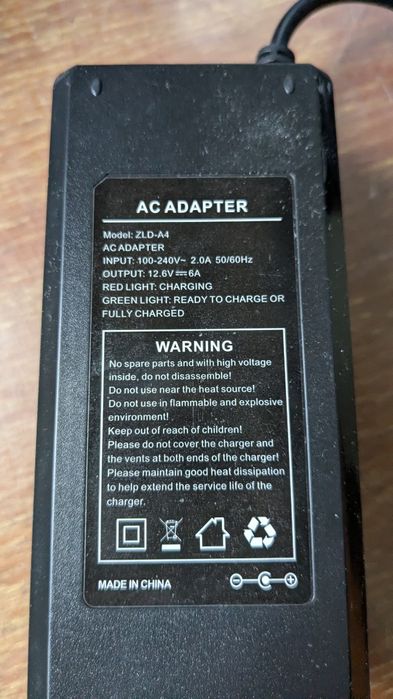 AC ADAPTER
Model: ZLD-A4
AC ADAPTER
INPUT: 100-240V~ 2.0A 50/60Hz
OUTPUT: 12.6V⎓6A
RED LIGHT: CHARGING
GREEN LIGHT: READY TO CHARGE OR
FULLY CHARGED
WARNING
No spare parts and with high voltage
inside, do not disassemble!
Do not use near the heat source!
Do not use in flammable and explosive
environment!
Keep out of reach of children!
Please do not cover the charger and
the vents at both ends of the charger!
Please maintain good heat dissipation
to help extend the service life of the
charger.
MADE IN CHINA